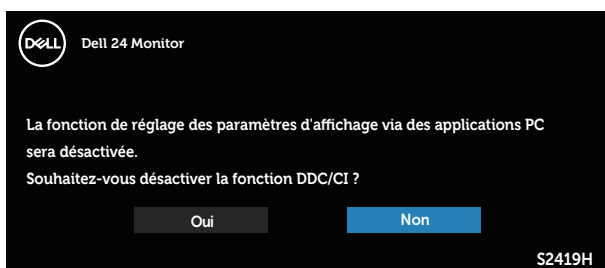 DELL
Dell 24 Monitor
La fonction de réglage des paramètres d'affichage via des applications PC
sera désactivée.
Souhaitez-vous désactiver la fonction DDC/CI ?
Oui
Non
S2419H